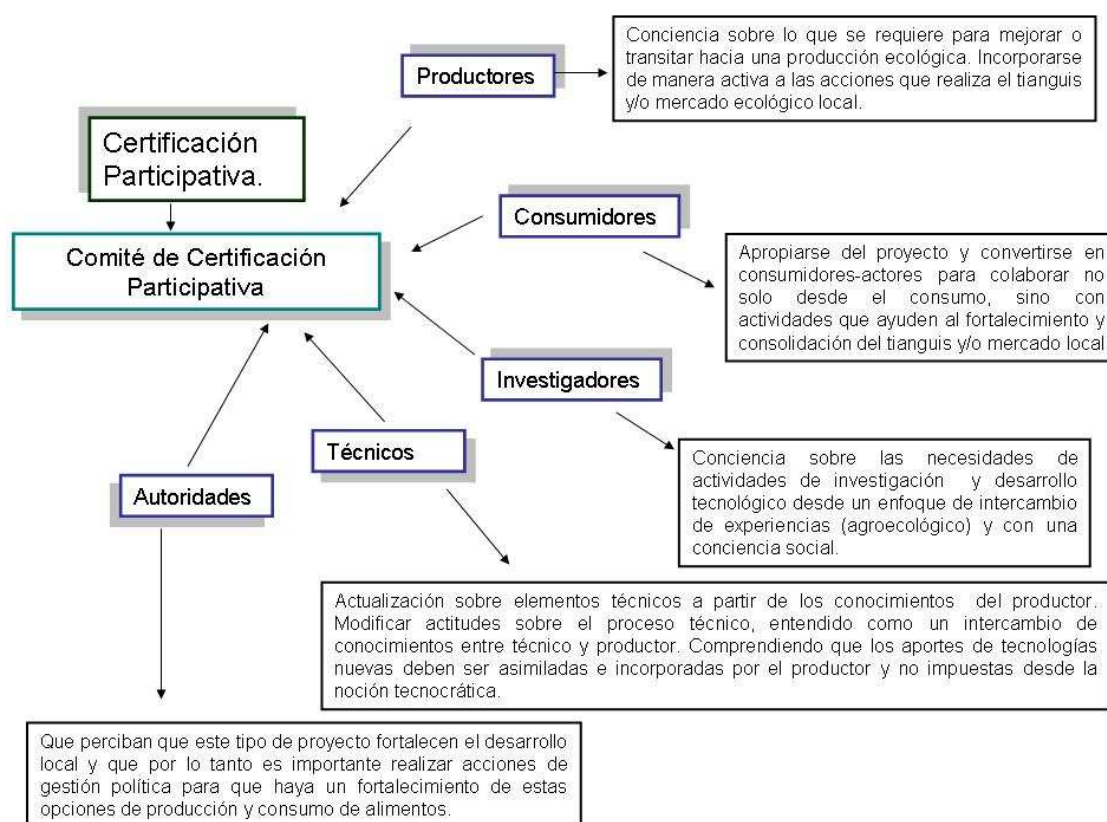 Certificación
Participativa.
Comité de Certificación
Participativa
Productores
Conciencia sobre lo que se requiere para mejorar o
transitar hacia una producción ecológica. Incorporarse
de manera activa a las acciones que realiza el tianguis
y/o mercado ecológico local.
Consumidores
Apropiarse del proyecto y convertirse en
consumidores-actores para colaborar no
solo desde el consumo, sino con
actividades que ayuden al fortalecimiento y
consolidación del tianguis y/o mercado local
Investigadores
Conciencia sobre las necesidades de
actividades de investigación y desarrollo
tecnológico desde un enfoque de intercambio
de experiencias (agroecológico) y con una
conciencia social.
Técnicos
Actualización sobre elementos técnicos a partir de los conocimientos del productor.
Modificar actitudes sobre el proceso técnico, entendido como un intercambio de
conocimientos entre técnico y productor. Comprendiendo que los aportes de tecnologías
nuevas deben ser asimiladas e incorporadas por el productor y no impuestas desde la
noción tecnocrática.
Autoridades
Que perciban que este tipo de proyecto fortalecen el desarrollo
local y que por lo tanto es importante realizar acciones de
gestión política para que haya un fortalecimiento de estas
opciones de producción y consumo de alimentos.